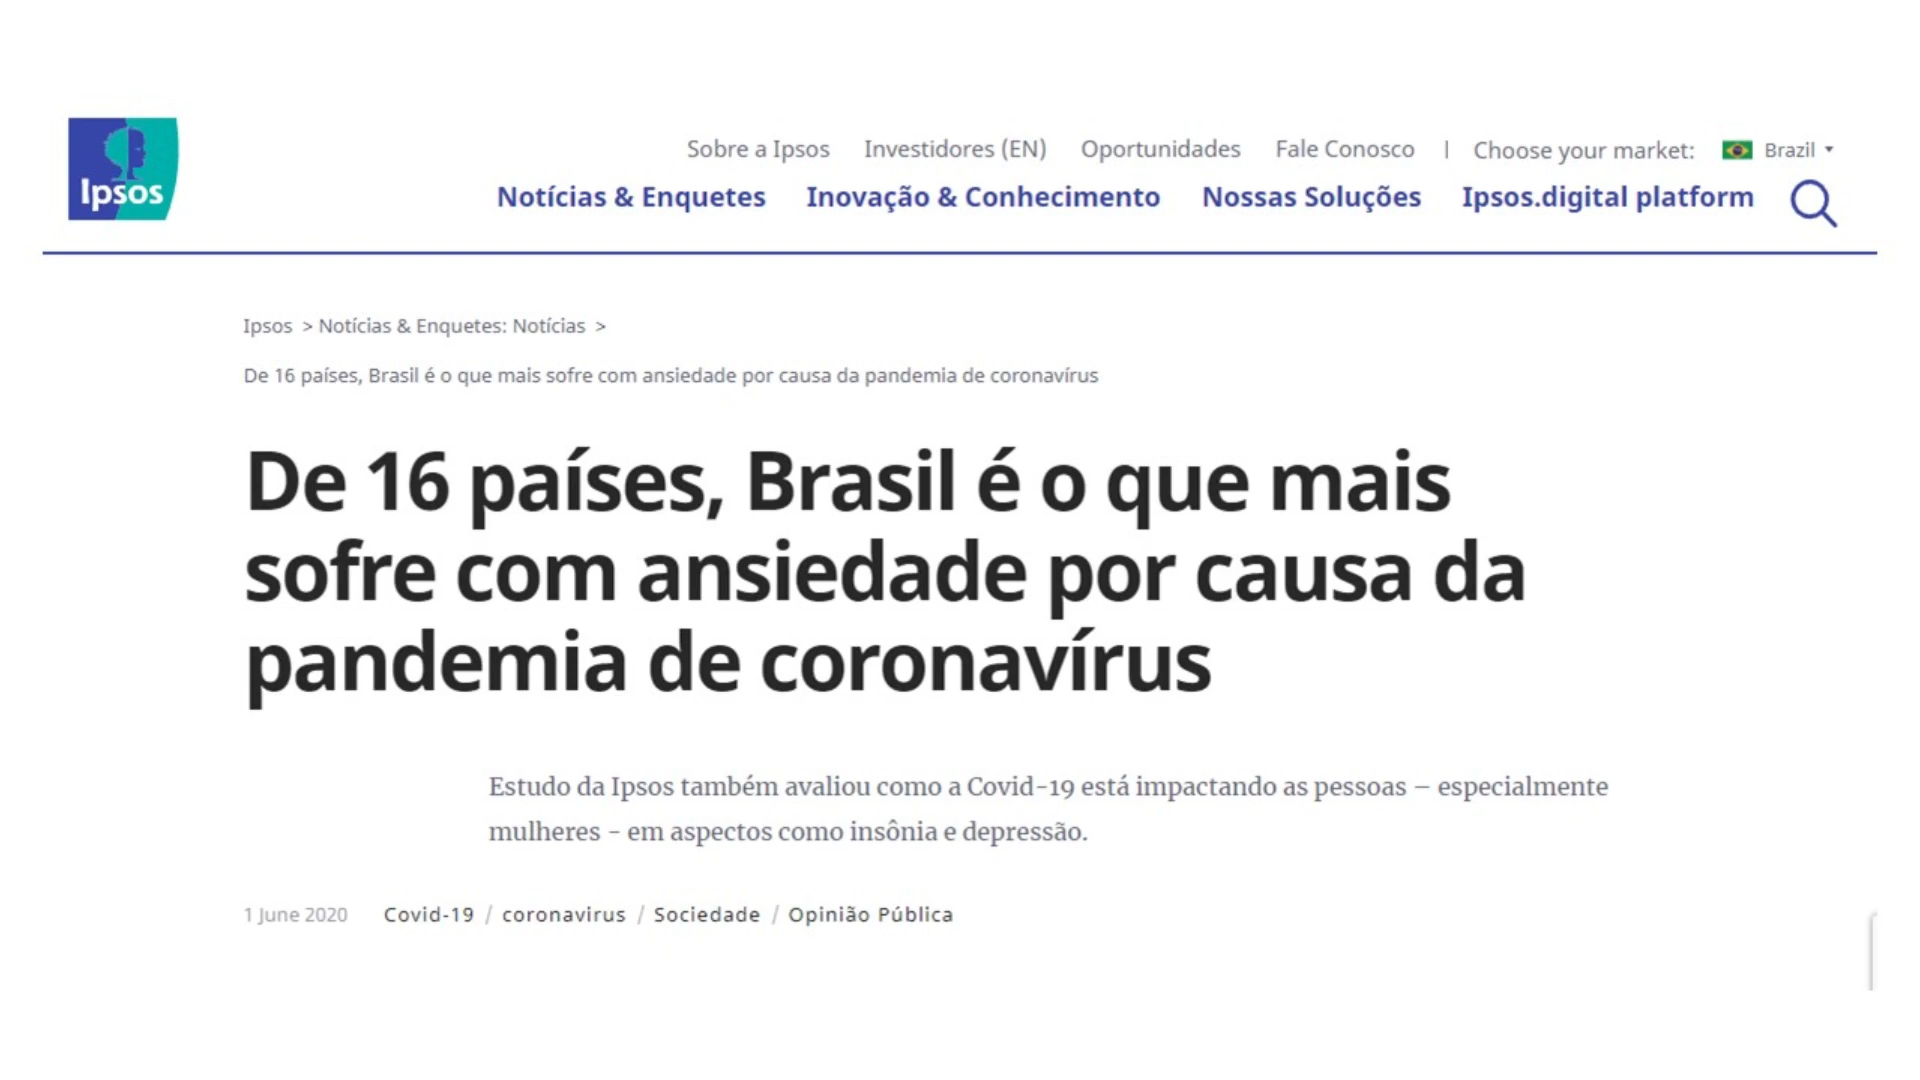 Ipsos
Sobre a Ipsos Investidores (EN) Oportunidades Fale Conosco | Choose your market: Brazil
Notícias & Enquetes Inovação & Conhecimento Nossas Soluções Ipsos.digital platform
Ipsos > Notícias & Enquetes: Notícias >
De 16 países, Brasil é o que mais sofre com ansiedade por causa da pandemia de coronavírus
De 16 países, Brasil é o que mais
sofre com ansiedade por causa da
pandemia de coronavírus
Estudo da Ipsos também avaliou como a Covid-19 está impactando as pessoas – especialmente
mulheres - em aspectos como insônia e depressão.
1 June 2020 Covid-19 / coronavirus / Sociedade / Opinião Pública